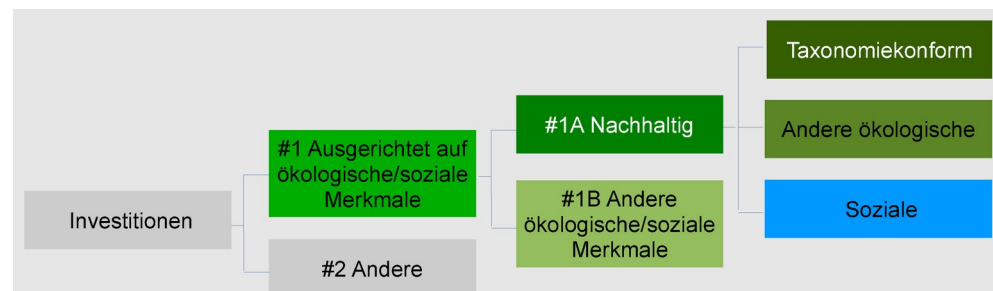 Investitionen
#1 Ausgerichtet auf
ökologische/soziale
Merkmale
#2 Andere
#1A Nachhaltig
#1B Andere
ökologische/soziale
Merkmale
Taxonomiekonform
Andere ökologische
Soziale